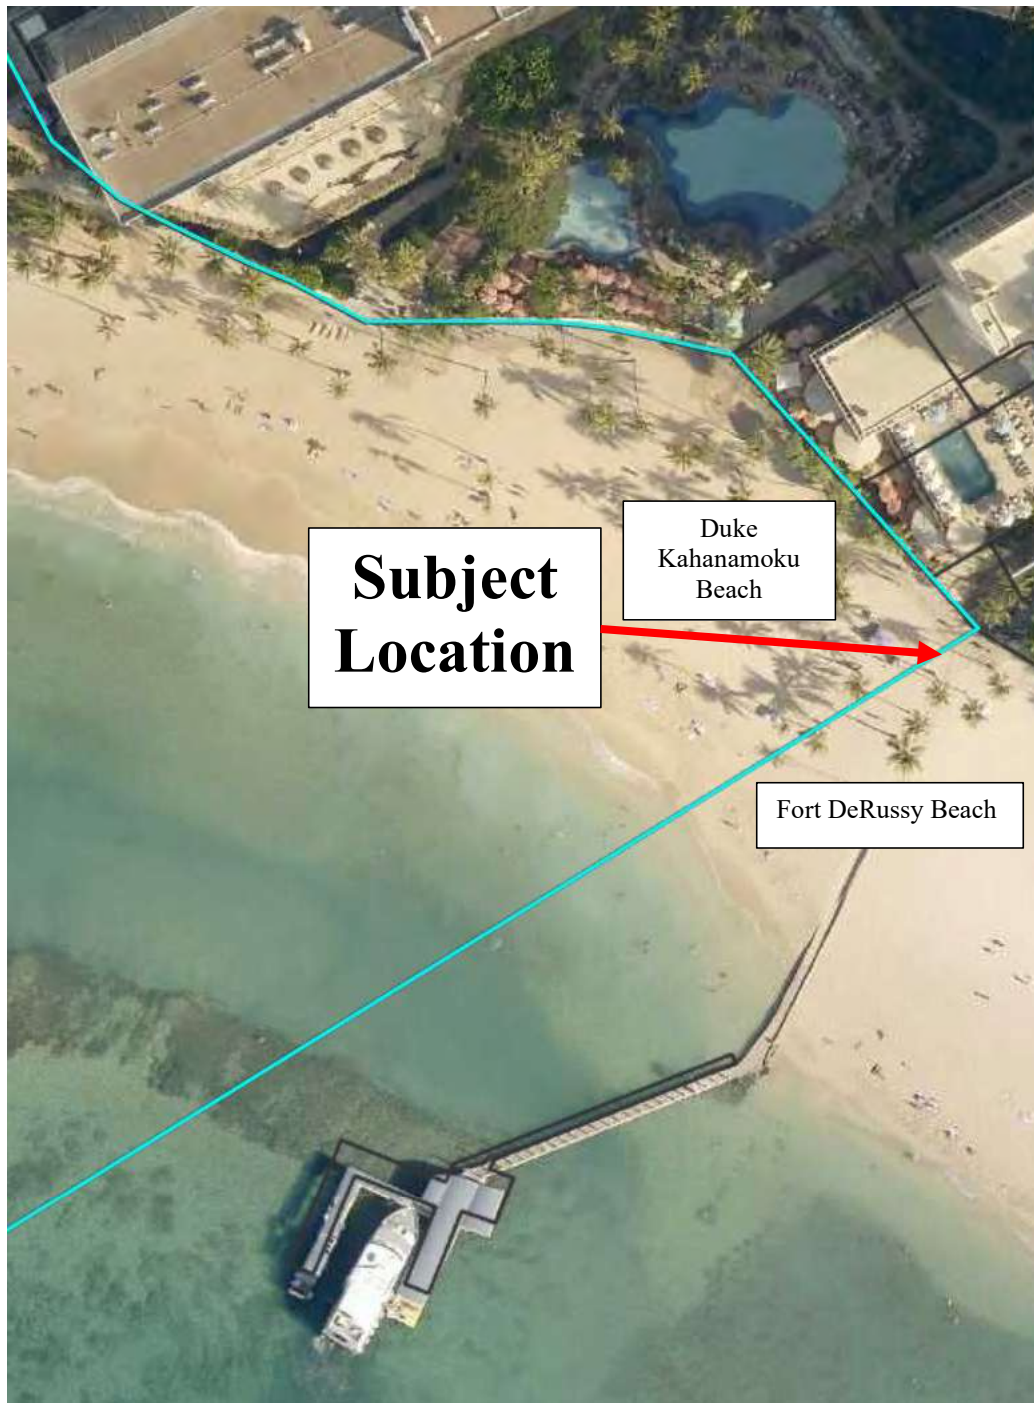 Subject
Location
Duke
Kahanamoku
Beach
Fort DeRussy Beach